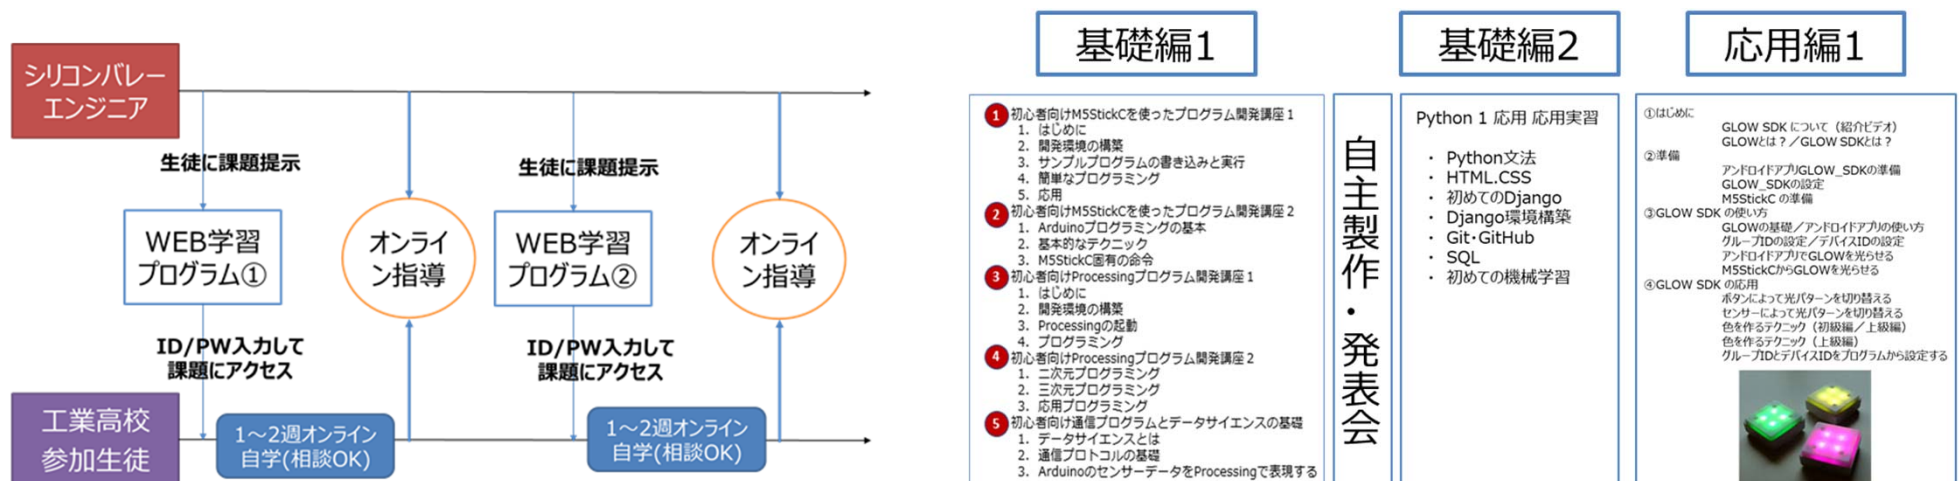 シリコンバレー
エンジニア
生徒に課題提示
生徒に課題提示
WEB学習
プログラム①
オンライ
ン指導
WEB学習
プログラム②
オンライ
ン指導
ID/PW入力して
課題にアクセス
ID/PW入力して
課題にアクセス
工業高校
参加生徒
1～2週オンライン
自学(相談OK)
1～2週オンライン
自学(相談OK)
基礎編1
1 初心者向けM5StickCを使ったプログラム開発講座1
1. はじめに
2. 開発環境の構築
3. サンプルプログラムの書き込みと実行
4. 簡単なプログラミング
5. 応用
2 初心者向けM5StickCを使ったプログラム開発講座2
1. Arduinoプログラミングの基本
2. 基本的なテクニック
3. M5StickC固有の命令
3 初心者向けProcessingプログラム開発講座1
1. はじめに
2. 開発環境の構築
3. Processingの起動
4. プログラミング
4 初心者向けProcessingプログラム開発講座2
1. 二次元プログラミング
2. 三次元プログラミング
3. 応用プログラミング
5 初心者向け通信プログラムとデータサイエンスの基礎
1. データサイエンスとは
2. 通信プロトコルの基礎
3. ArduinoのセンサーデータをProcessingで表現する
自主製作・発表会
基礎編2
Python 1 応用 応用実習
・ Python文法
・ HTML.CSS
・ 初めてのDjango
・ Django環境構築
・ Git・GitHub
・ SQL
・ 初めての機械学習
応用編1
①はじめに
GLOW SDK について（紹介ビデオ）
GLOWとは？／GLOW SDKとは？
②準備
アンドロイドアプリGLOW_SDKの準備
GLOW_SDKの設定
M5StickC の準備
③GLOW SDK の使い方
GLOWの基礎／アンドロイドアプリの使い方
グループIDの設定／デバイスIDの設定
アンドロイドアプリでGLOWを光らせる
M5StickCからGLOWを光らせる
④GLOW SDK の応用
ボタンによって光パターンを切り替える
センサーによって光パターンを切り替える
色を作るテクニック（初級編／上級編）
色を作るテクニック（上級編）
グループIDとデバイスIDをプログラムから設定する